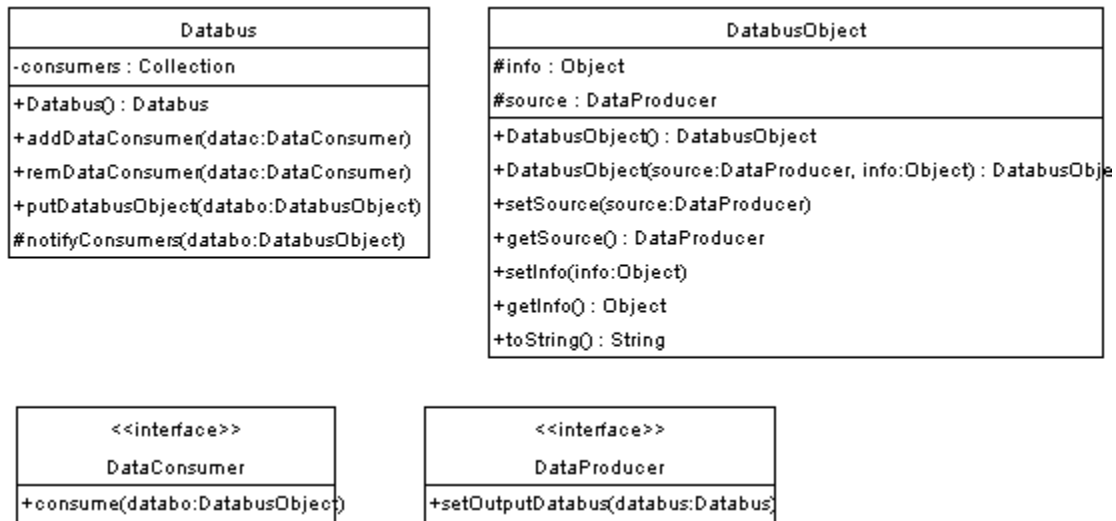 Databus
-consumers : Collection
+Databus() : Databus
+addDataConsumer(datac:DataConsumer)
+remDataConsumer(datac:DataConsumer)
+putDatabusObject(databo:DatabusObject)
#notifyConsumers(databo:DatabusObject)
DatabusObject
#info : Object
#source : DataProducer
+DatabusObject() : DatabusObject
+DatabusObject(source:DataProducer, info:Object) : DatabusObje
+setSource(source:DataProducer)
+getSource() : DataProducer
+setInfo(info:Object)
+getInfo() : Object
+toString() : String
<<interface>>
DataConsumer
+consume(databo:DatabusObject)
<<interface>>
DataProducer
+setOutputDatabus(databus:Databus)